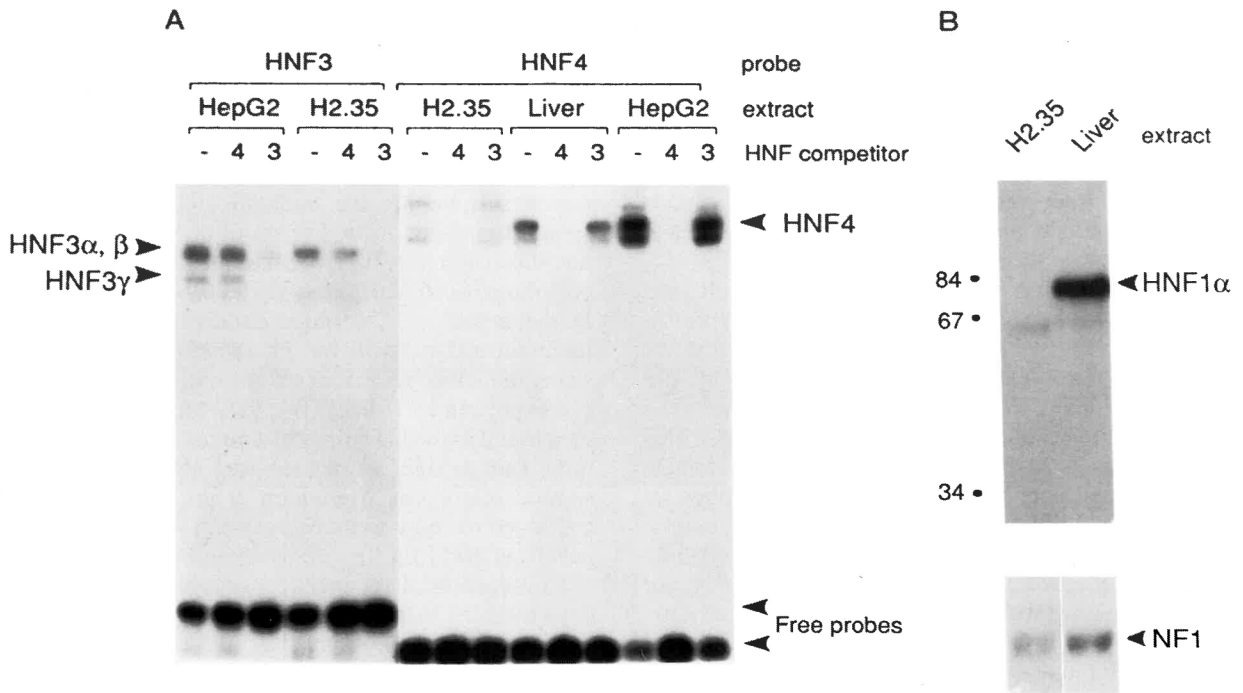 A
HNF3 HNF4 probe
HepG2 H2.35 H2.35 Liver HepG2 extract
- 4 3 - 4 3 - 4 3 - 4 3 - 4 3 HNF competitor
HNF4
HNF3α, β
HNF3γ
Free probes
B
H2.35 Liver extract
84
HNF1α
67
34
NF1